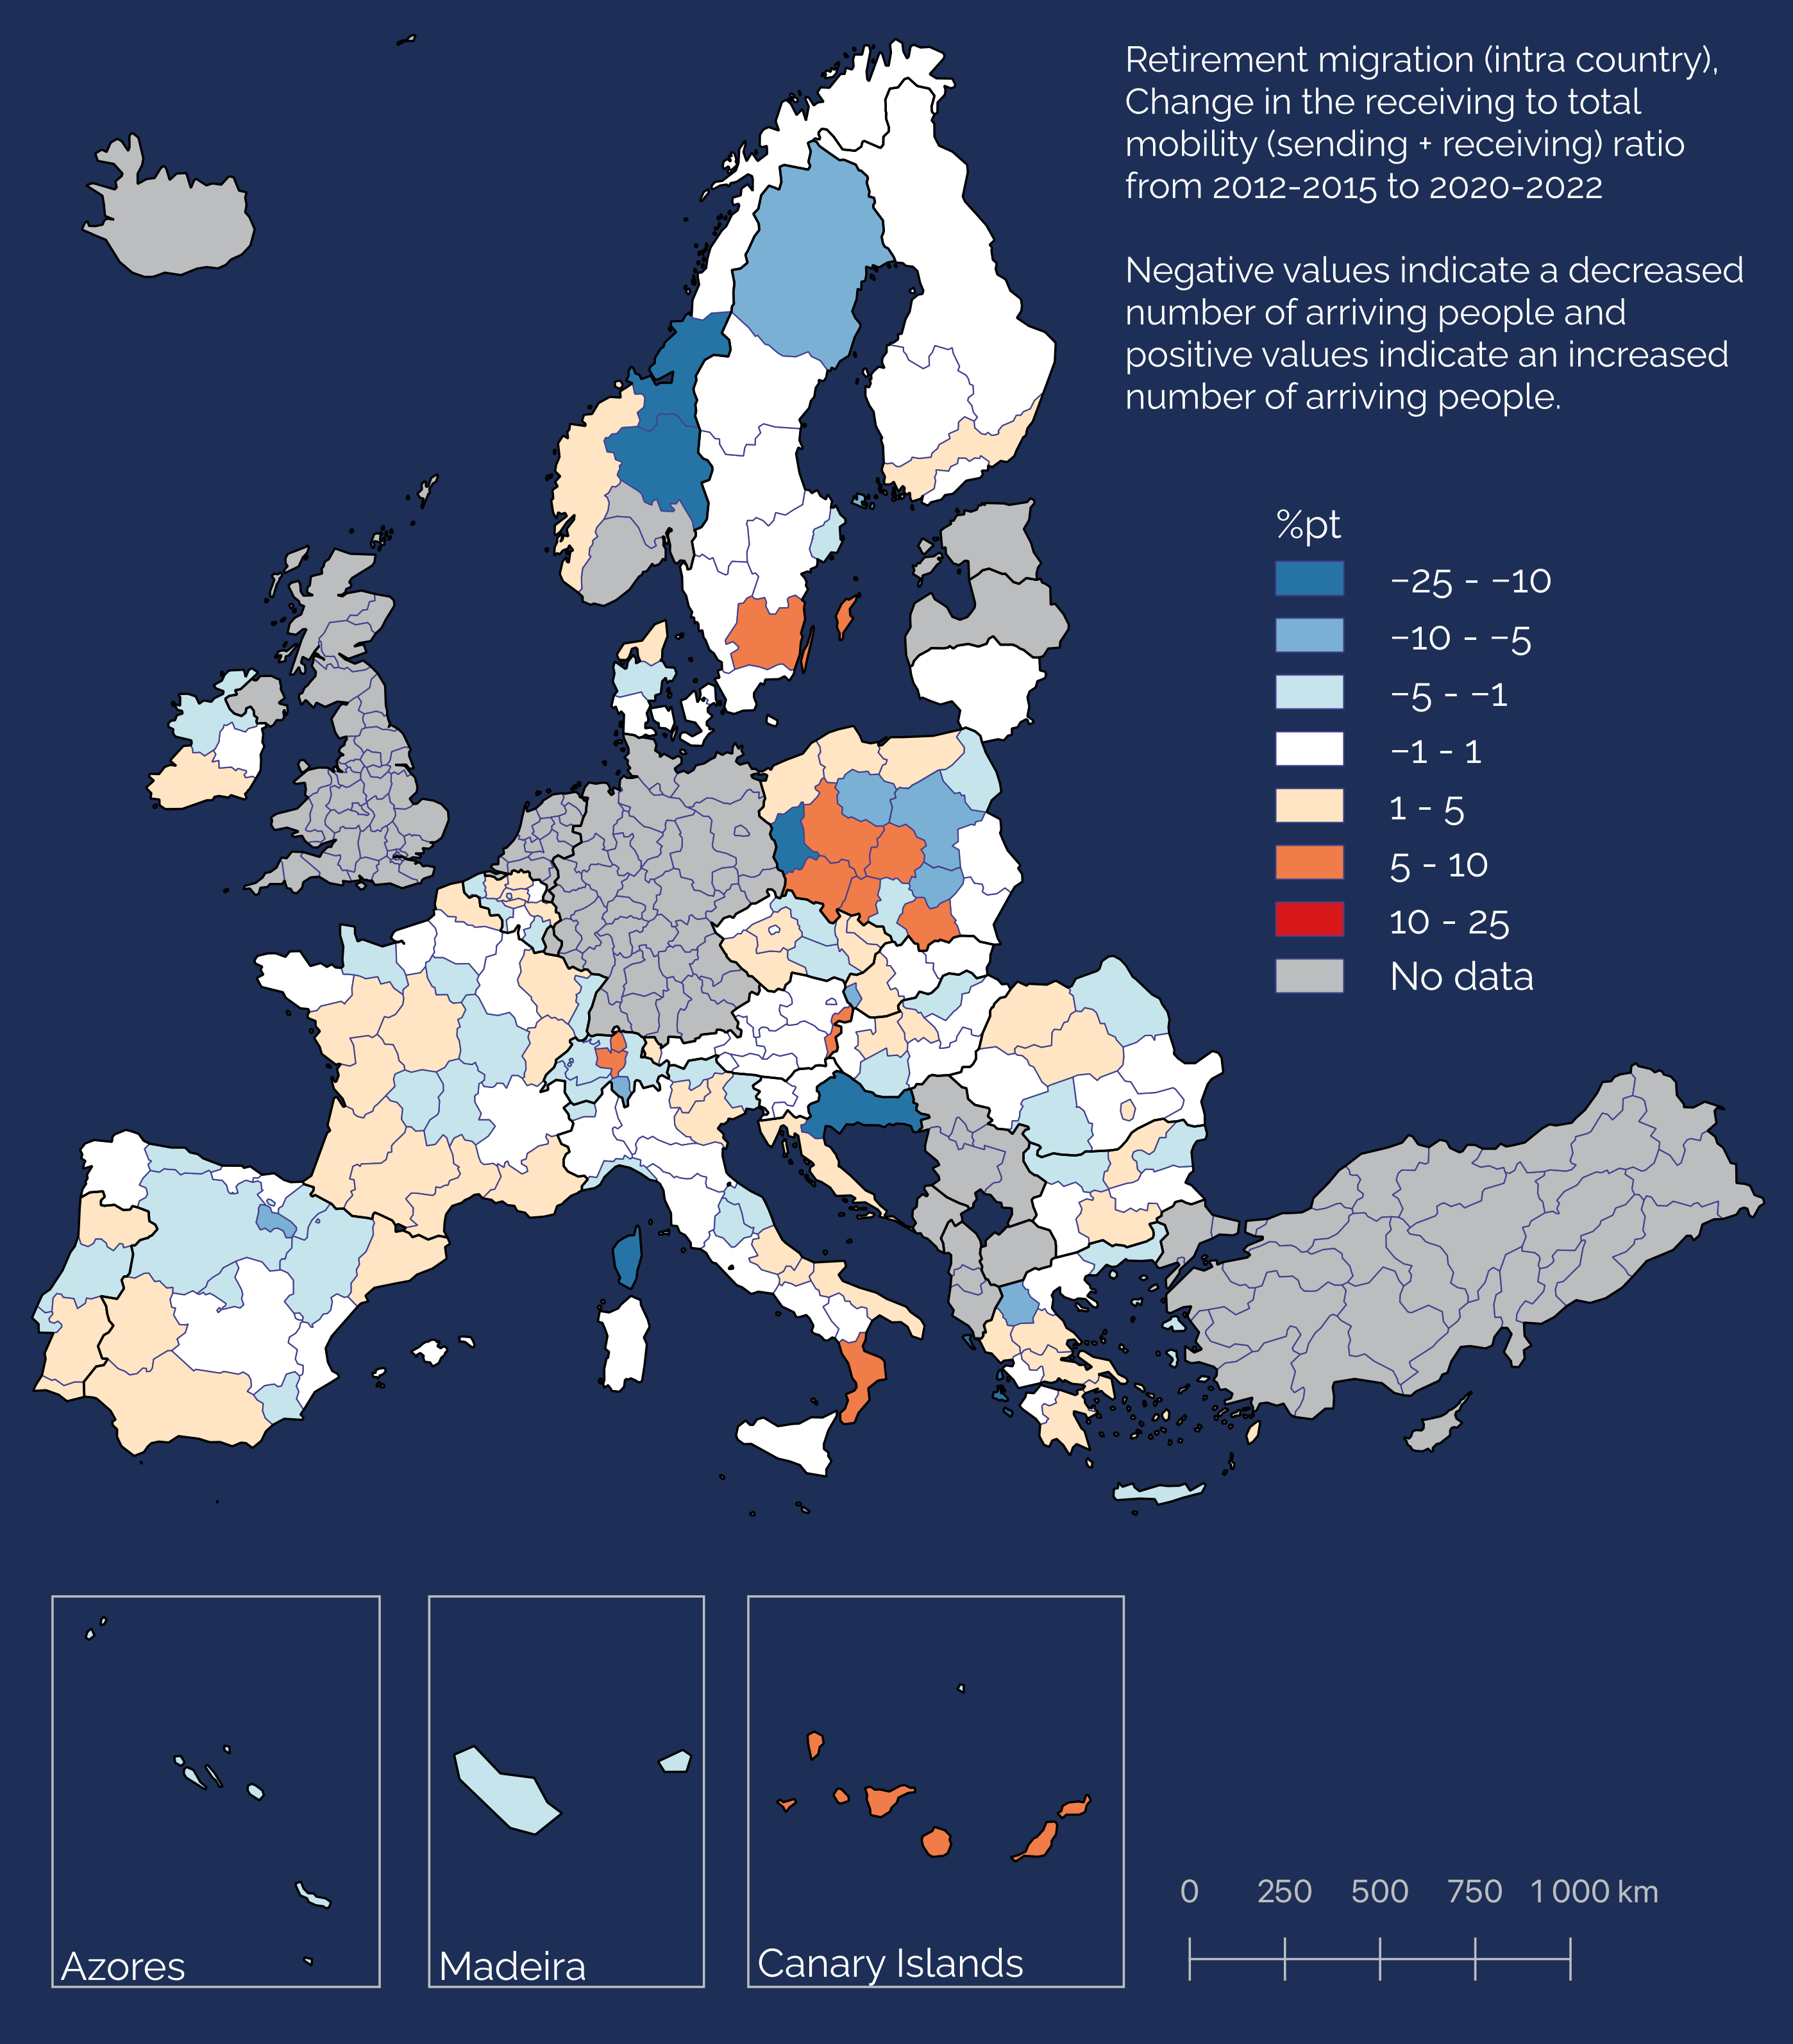 Retirement migration (intra country),
Change in the receiving to total
mobility (sending + receiving) ratio
from 2012-2015 to 2020-2022
Negative values indicate a decreased
number of arriving people and
positive values indicate an increased
number of arriving people.
%pt
−25 - −10
−10 - −5
−5 - −1
−1 - 1
1 - 5
5 - 10
10 - 25
No data
0 250 500 750 1 000 km
Azores
Madeira
Canary Islands